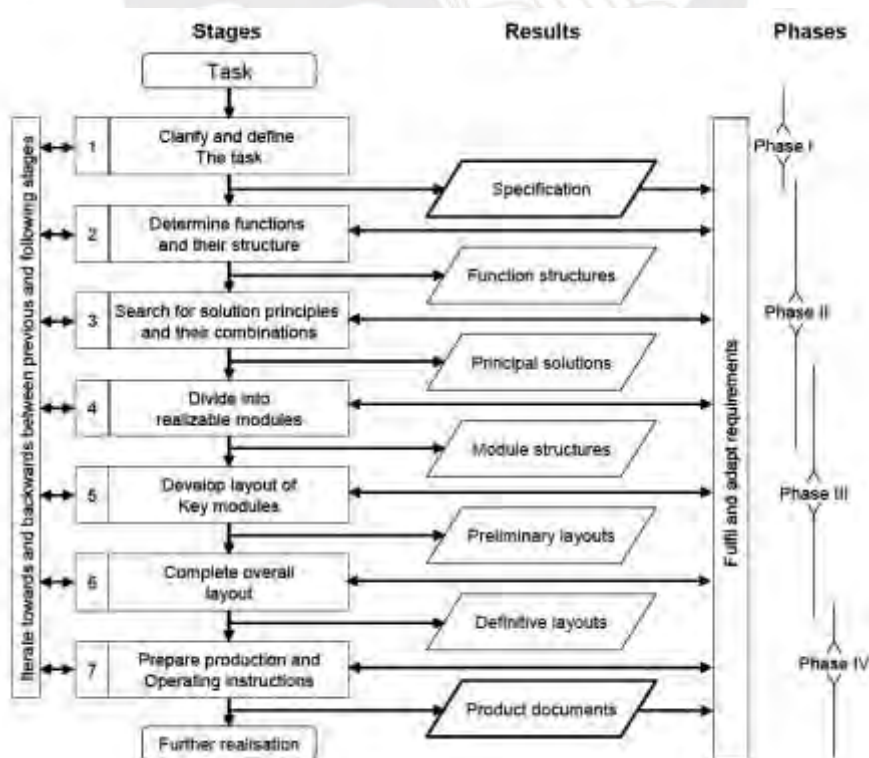 Stages Results Phases
Task
Iterate towards and backwards between previous and following stages
1
Clarify and define
The task
Phase I
Specification
2
Determine functions
and their structure
Function structures
3
Search for solution principles
and their combinations
Phase II
Principal solutions
4
Divide into
realizable modules
Module structures
5
Develop layout of
Key modules
Phase III
Preliminary layouts
6
Complete overall
layout
Definitive layouts
7
Prepare production and
Operating instructions
Phase IV
Product documents
Further realisation
Fulfil and adapt requirements